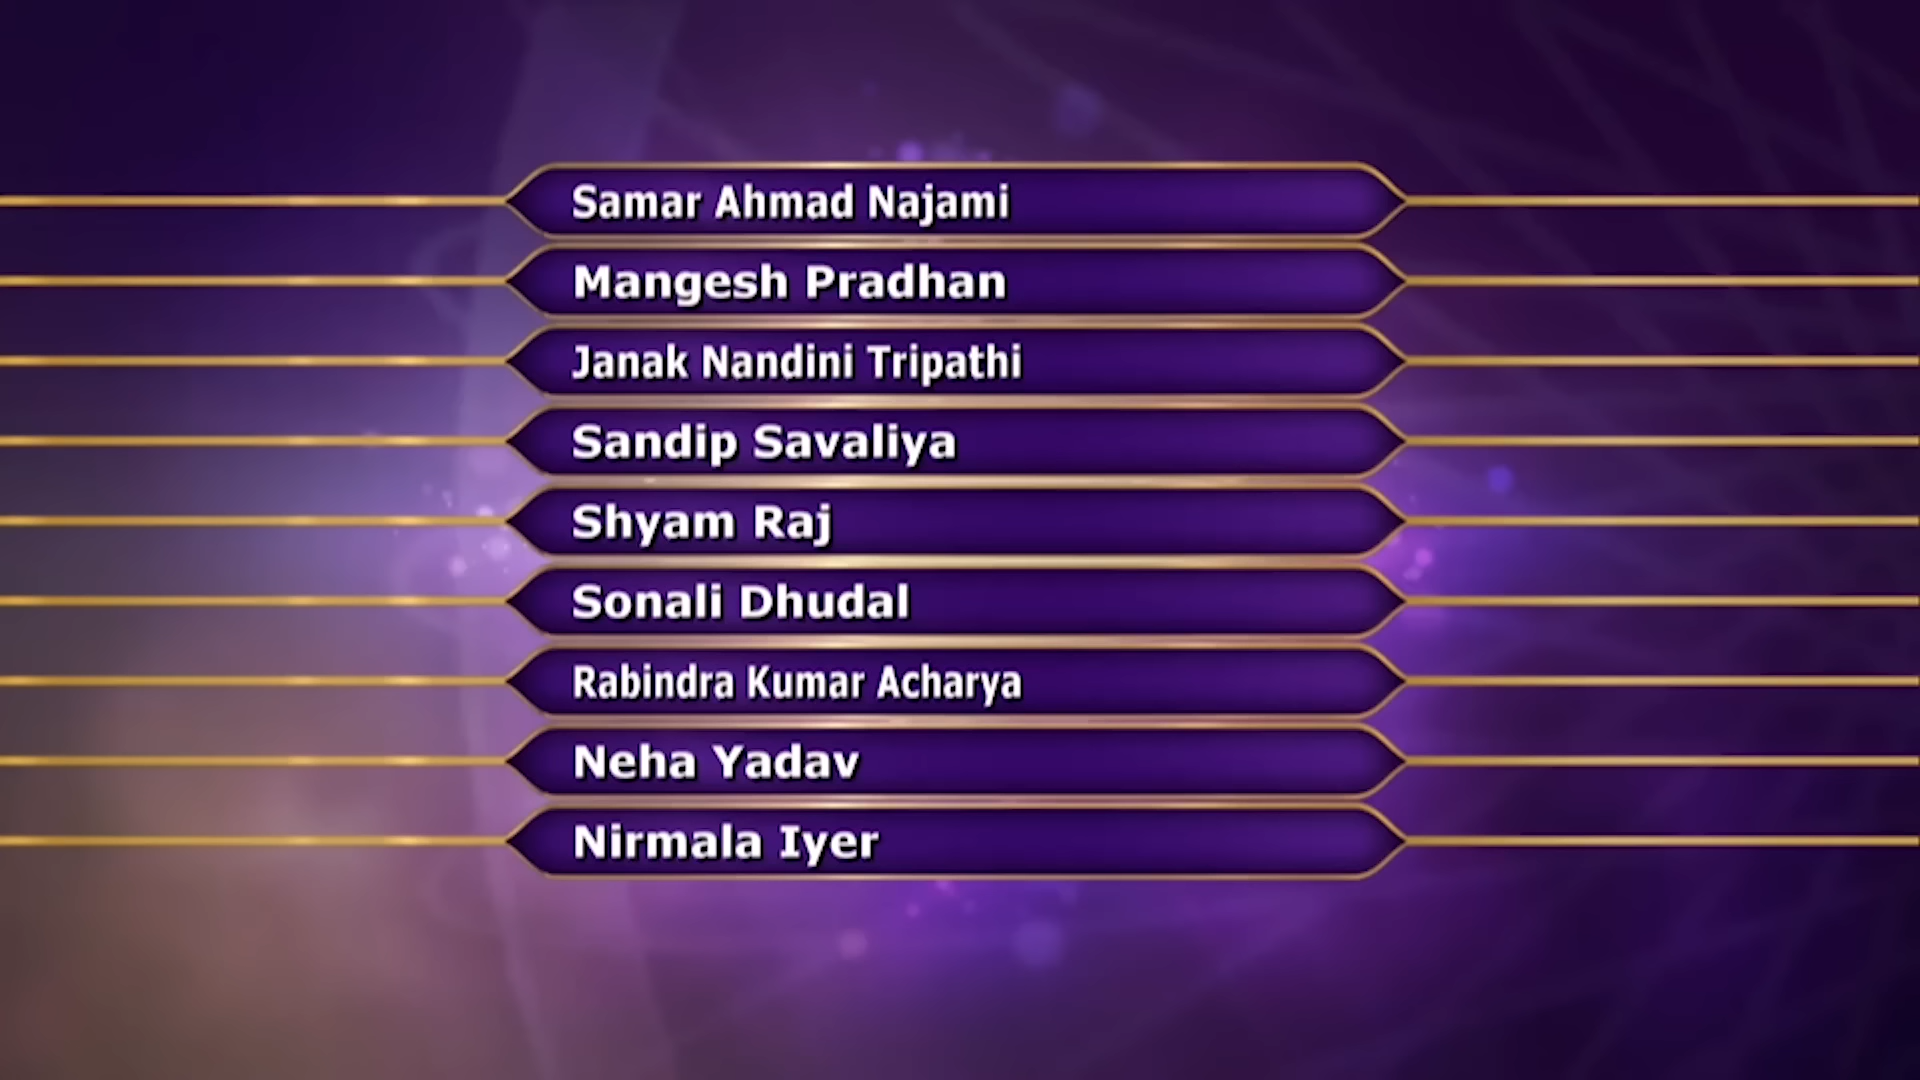 Samar Ahmad Najami
Mangesh Pradhan
Janak Nandini Tripathi
Sandip Savaliya
Shyam Raj
Sonali Dhudal
Rabindra Kumar Acharya
Neha Yadav
Nirmala Iyer